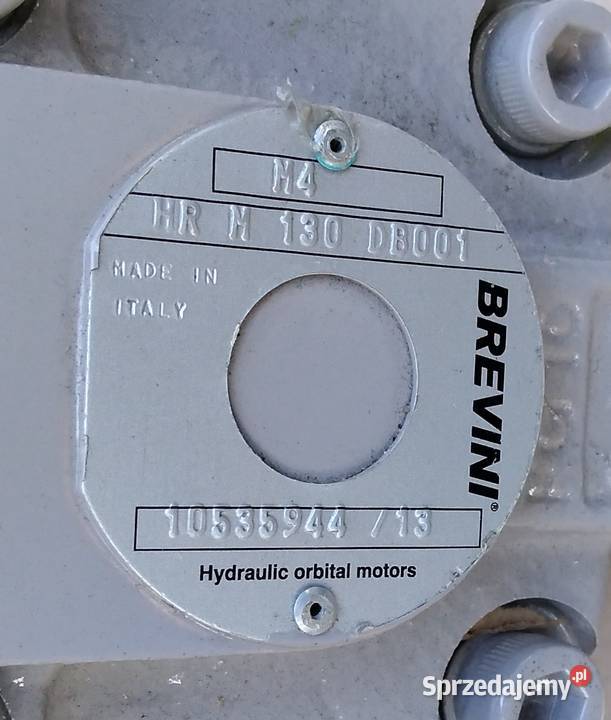 M4
HR M 130 DB001
MADE IN
ITALY
BREVINI®
10535944 /13
Hydraulic orbital motors
Sprzedajemy.pl